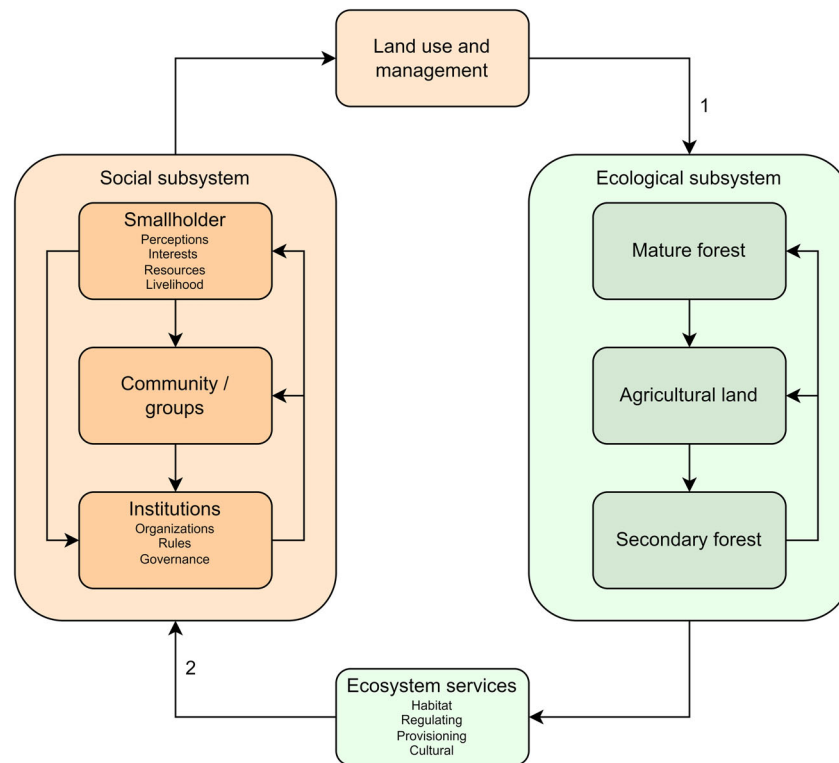 Land use and
management
1
Social subsystem
Smallholder
Perceptions
Interests
Resources
Livelihood
Community /
groups
Institutions
Organizations
Rules
Governance
Ecological subsystem
Mature forest
Agricultural land
Secondary forest
2
Ecosystem services
Habitat
Regulating
Provisioning
Cultural